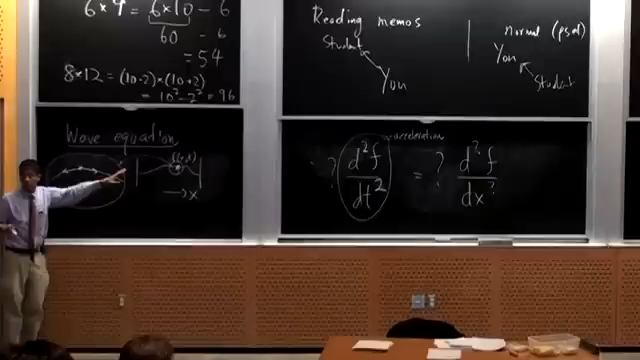 6×9 = 6×10 - 6
60 - 6
= 54
8×12 = (10-2)×(10+2)
= 10² - 2² = 96
Reading memos
Student
You
normal (pset)
You
Student
Wave equation
f(x,t)
→ x
acceleration
? d²f/dt² = ? d²f/dx²